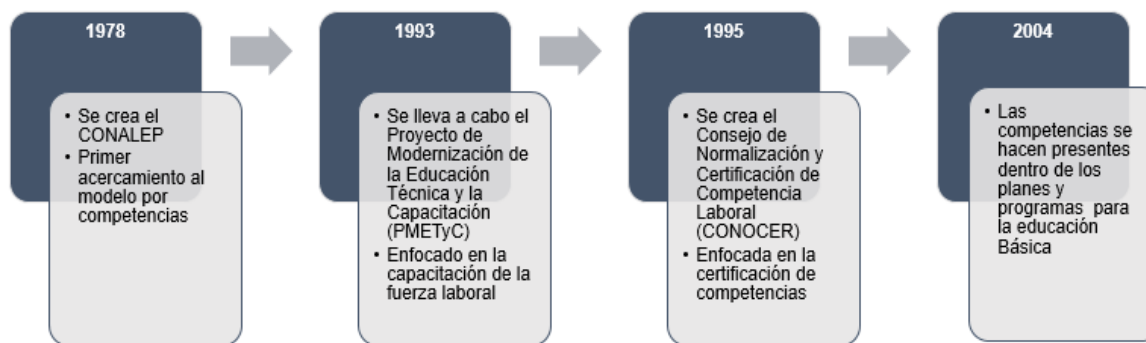 1978
• Se crea el
CONALEP
• Primer
acercamiento al
modelo por
competencias
1993
• Se lleva a cabo el
Proyecto de
Modernización de
la Educación
Técnica y la
Capacitación
(PMETyC)
• Enfocado en la
capacitación de la
fuerza laboral
1995
• Se crea el
Consejo de
Normalización y
Certificación de
Competencia
Laboral
(CONOCER)
• Enfocada en la
certificación de
competencias
2004
• Las
competencias se
hacen presentes
dentro de los
planes y
programas para
la educación
Básica